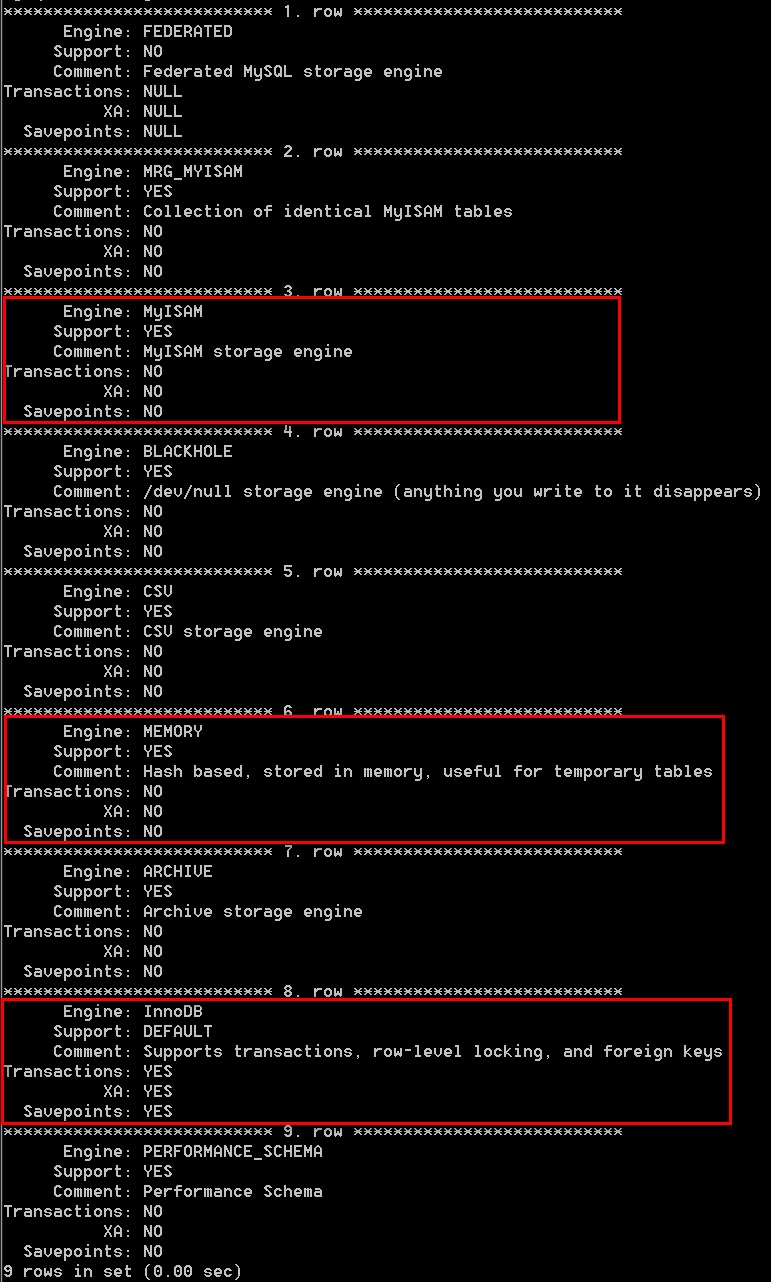 *************************** 1. row ***************************
      Engine: FEDERATED
     Support: NO
     Comment: Federated MySQL storage engine
Transactions: NULL
          XA: NULL
  Savepoints: NULL
*************************** 2. row ***************************
      Engine: MRG_MYISAM
     Support: YES
     Comment: Collection of identical MyISAM tables
Transactions: NO
          XA: NO
  Savepoints: NO
*************************** 3. row ***************************
      Engine: MyISAM
     Support: YES
     Comment: MyISAM storage engine
Transactions: NO
          XA: NO
  Savepoints: NO
*************************** 4. row ***************************
      Engine: BLACKHOLE
     Support: YES
     Comment: /dev/null storage engine (anything you write to it disappears)
Transactions: NO
          XA: NO
  Savepoints: NO
*************************** 5. row ***************************
      Engine: CSV
     Support: YES
     Comment: CSV storage engine
Transactions: NO
          XA: NO
  Savepoints: NO
*************************** 6. row ***************************
      Engine: MEMORY
     Support: YES
     Comment: Hash based, stored in memory, useful for temporary tables
Transactions: NO
          XA: NO
  Savepoints: NO
*************************** 7. row ***************************
      Engine: ARCHIVE
     Support: YES
     Comment: Archive storage engine
Transactions: NO
          XA: NO
  Savepoints: NO
*************************** 8. row ***************************
      Engine: InnoDB
     Support: DEFAULT
     Comment: Supports transactions, row-level locking, and foreign keys
Transactions: YES
          XA: YES
  Savepoints: YES
*************************** 9. row ***************************
      Engine: PERFORMANCE_SCHEMA
     Support: YES
     Comment: Performance Schema
Transactions: NO
          XA: NO
  Savepoints: NO
9 rows in set (0.00 sec)